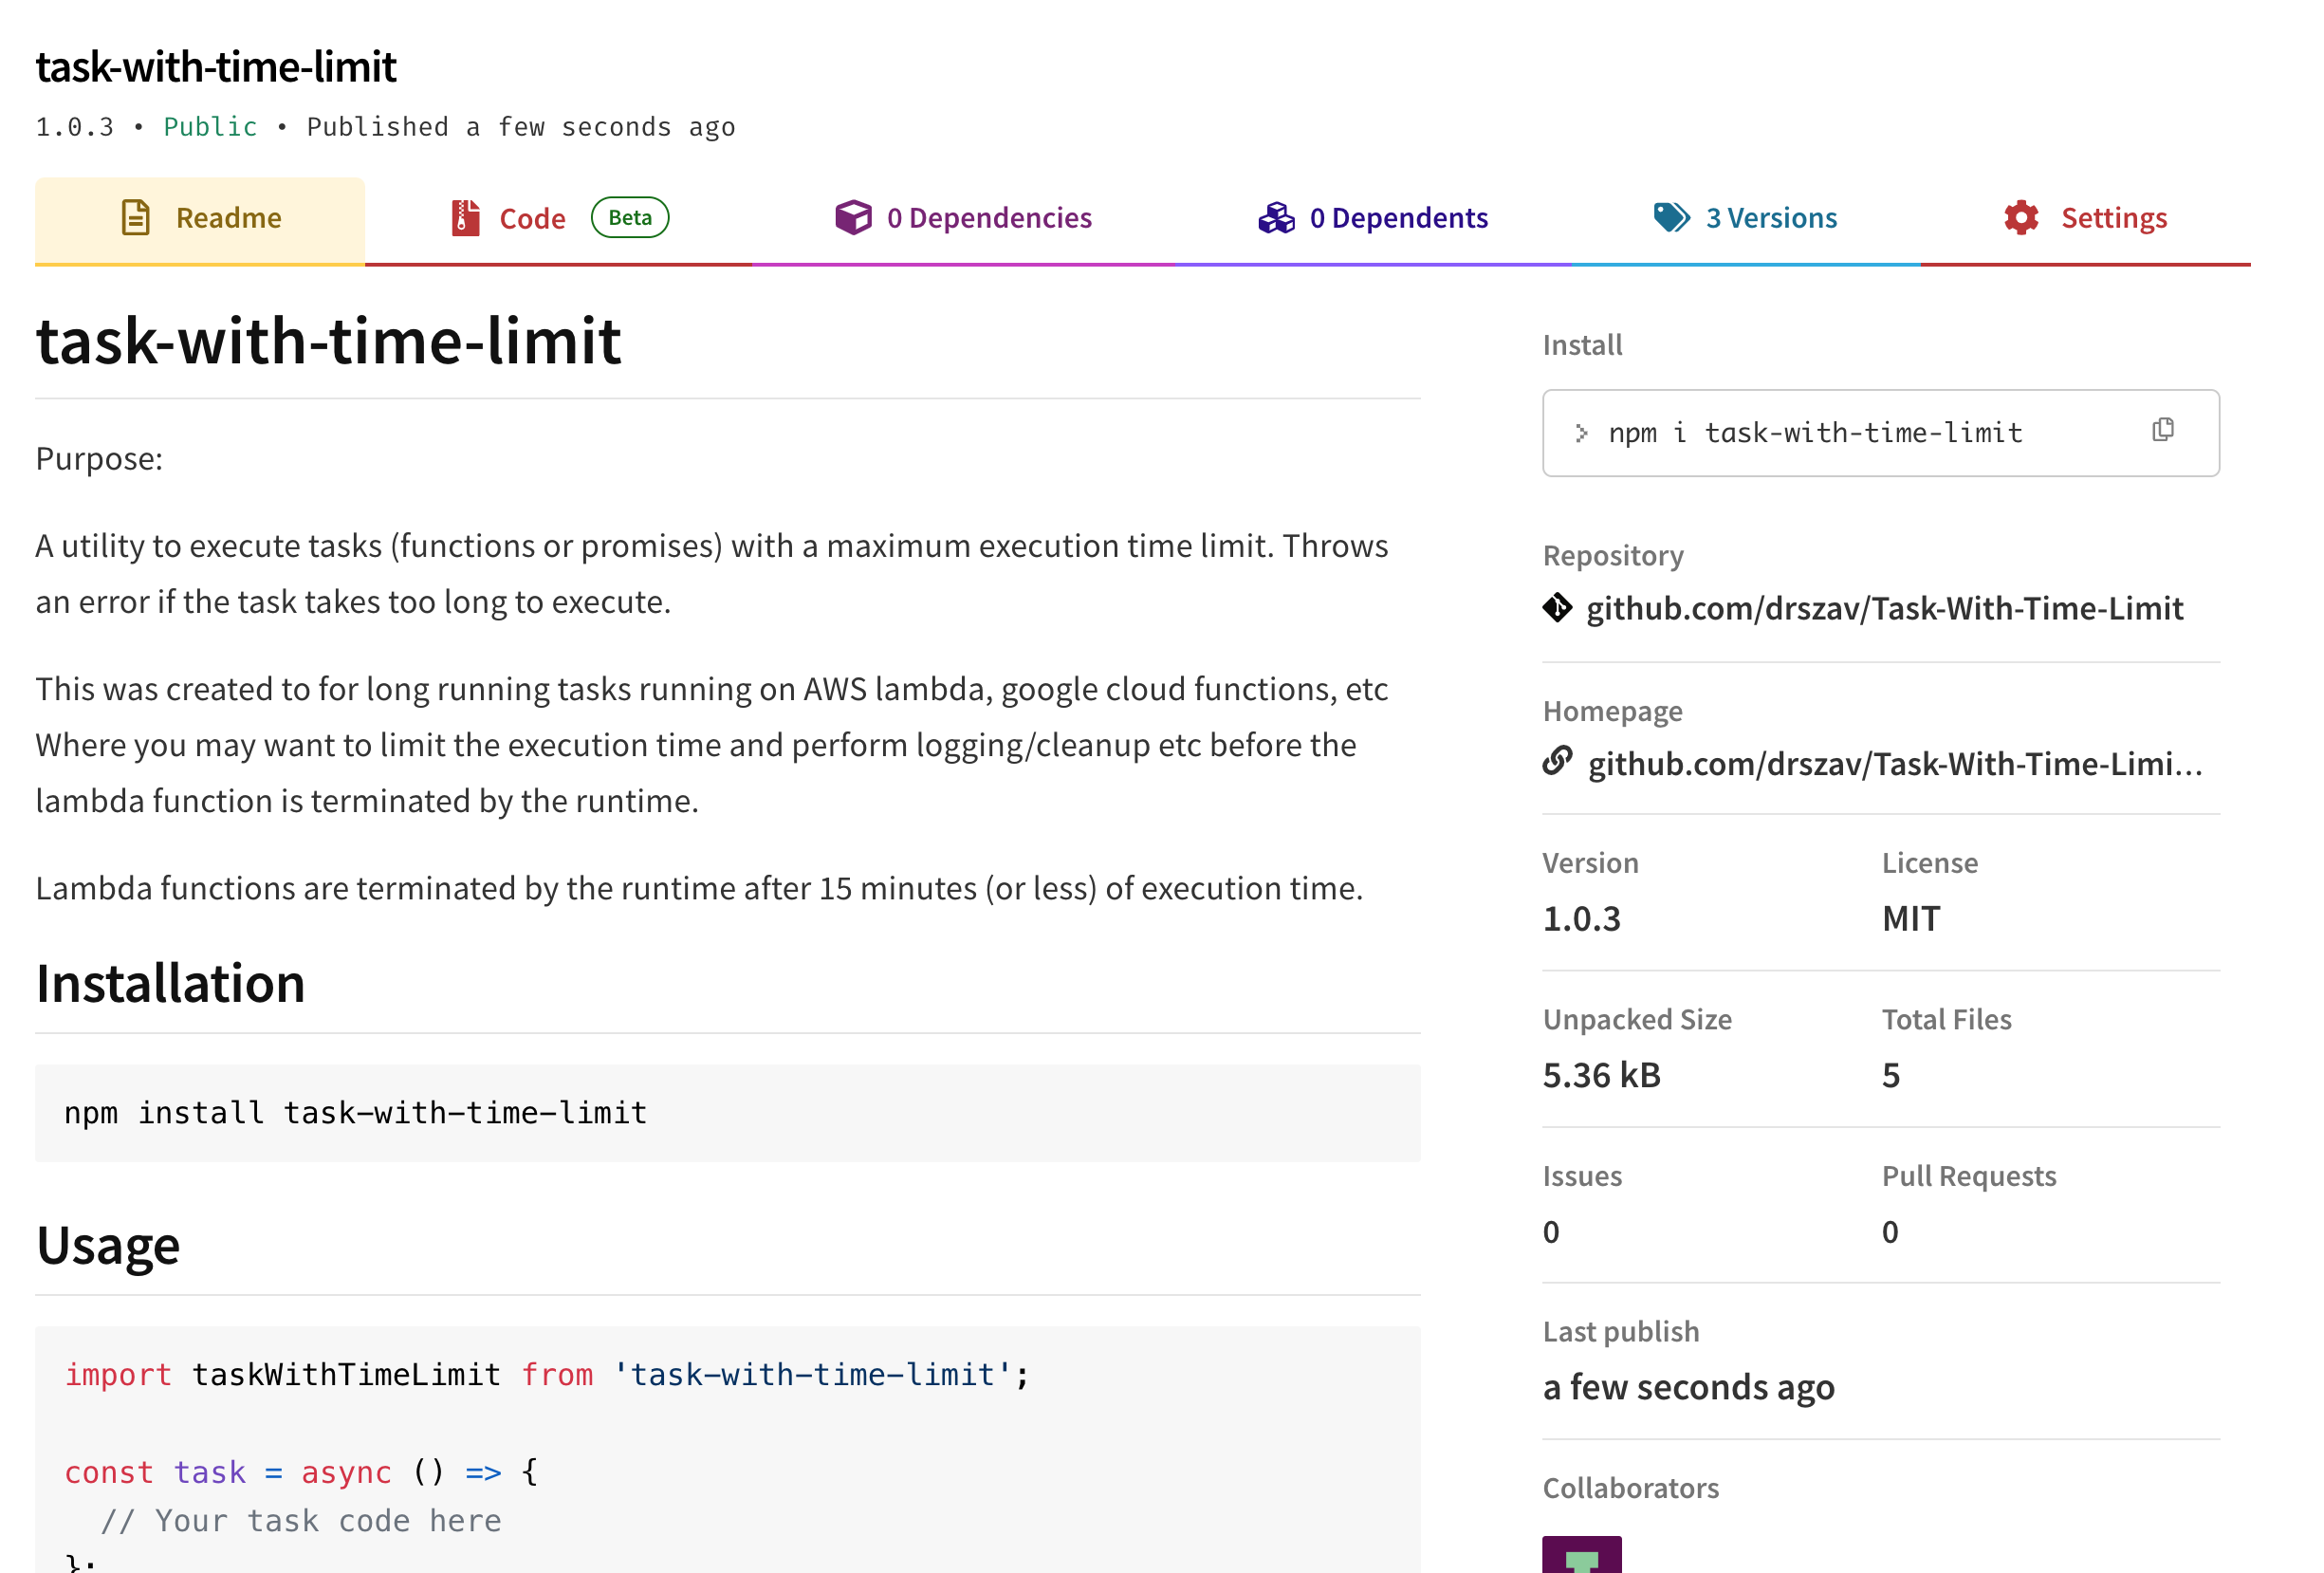 task-with-time-limit
1.0.3 • Public • Published a few seconds ago
Readme
Code Beta
0 Dependencies
0 Dependents
3 Versions
Settings
task-with-time-limit
Purpose:
A utility to execute tasks (functions or promises) with a maximum execution time limit. Throws
an error if the task takes too long to execute.
This was created to for long running tasks running on AWS lambda, google cloud functions, etc
Where you may want to limit the execution time and perform logging/cleanup etc before the
lambda function is terminated by the runtime.
Lambda functions are terminated by the runtime after 15 minutes (or less) of execution time.
Installation
npm install task-with-time-limit
Usage
import taskWithTimeLimit from 'task-with-time-limit';
const task = async () => {
  // Your task code here
};
Install
> npm i task-with-time-limit
Repository
github.com/drszav/Task-With-Time-Limit
Homepage
github.com/drszav/Task-With-Time-Limi...
Version
1.0.3
License
MIT
Unpacked Size
5.36 kB
Total Files
5
Issues
0
Pull Requests
0
Last publish
a few seconds ago
Collaborators